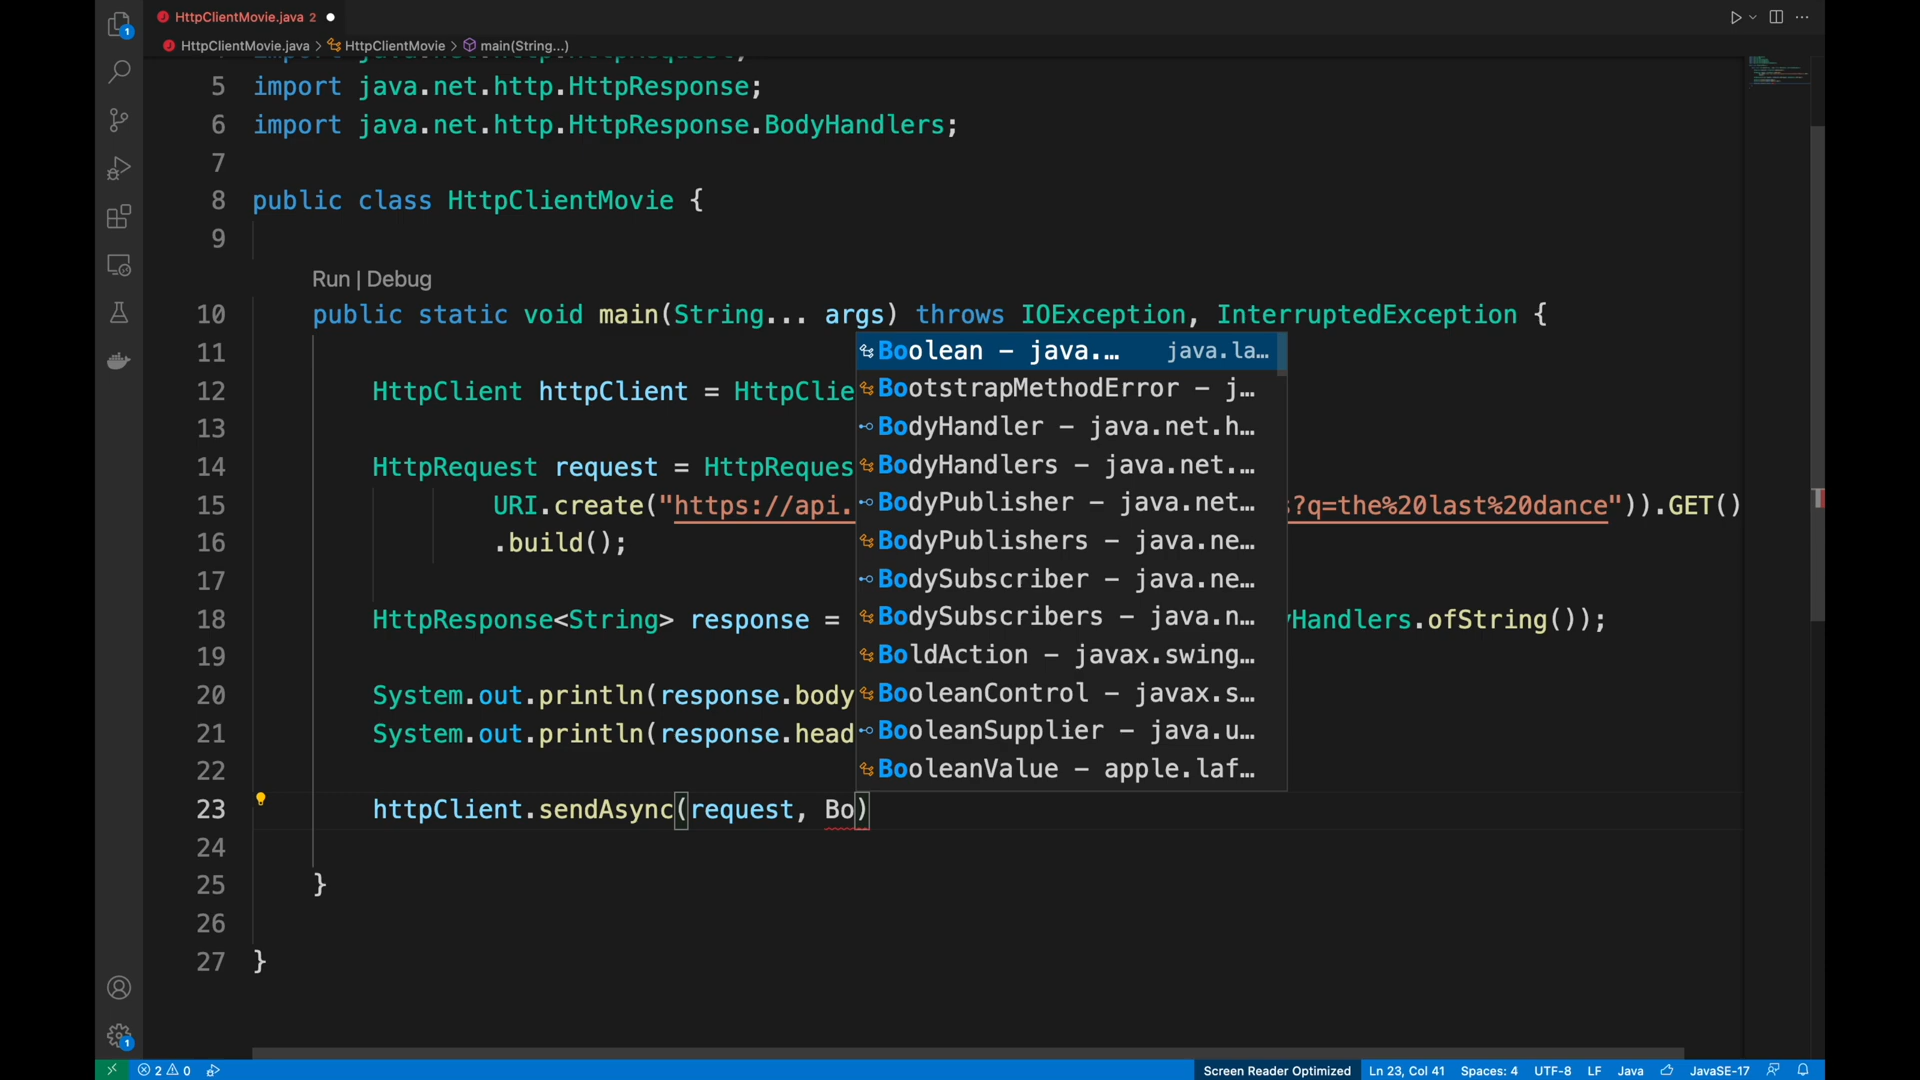 HttpClientMovie.java 2
HttpClientMovie.java > HttpClientMovie > main(String...)
5 import java.net.http.HttpResponse;
6 import java.net.http.HttpResponse.BodyHandlers;
7
8 public class HttpClientMovie {
9
Run | Debug
10 public static void main(String... args) throws IOException, InterruptedException {
11
Boolean – java.… java.la…
12 HttpClient httpClient = HttpClie
BootstrapMethodError – j…
13
BodyHandler – java.net.h…
14 HttpRequest request = HttpReques
BodyHandlers – java.net.…
15 URI.create("https://api. ?q=the%20last%20dance")).GET()
BodyPublisher – java.net…
16 .build();
BodyPublishers – java.ne…
17
BodySubscriber – java.ne…
18 HttpResponse<String> response = Handlers.ofString());
BodySubscribers – java.n…
19
BoldAction – javax.swing…
20 System.out.println(response.body
BooleanControl – javax.s…
21 System.out.println(response.head
BooleanSupplier – java.u…
22
BooleanValue – apple.laf…
23 httpClient.sendAsync(request, Bo)
24
25 }
26
27 }
1
1
2 0
Screen Reader Optimized Ln 23, Col 41 Spaces: 4 UTF-8 LF Java JavaSE-17